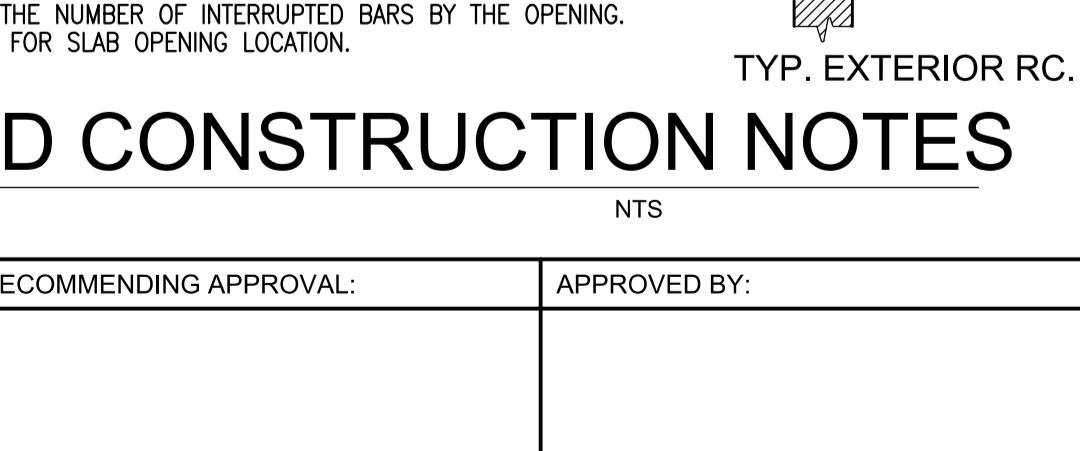 THE NUMBER OF INTERRUPTED BARS BY THE OPENING.
FOR SLAB OPENING LOCATION.
TYP. EXTERIOR RC.
D CONSTRUCTION NOTES
NTS
ECOMMENDING APPROVAL:
APPROVED BY: